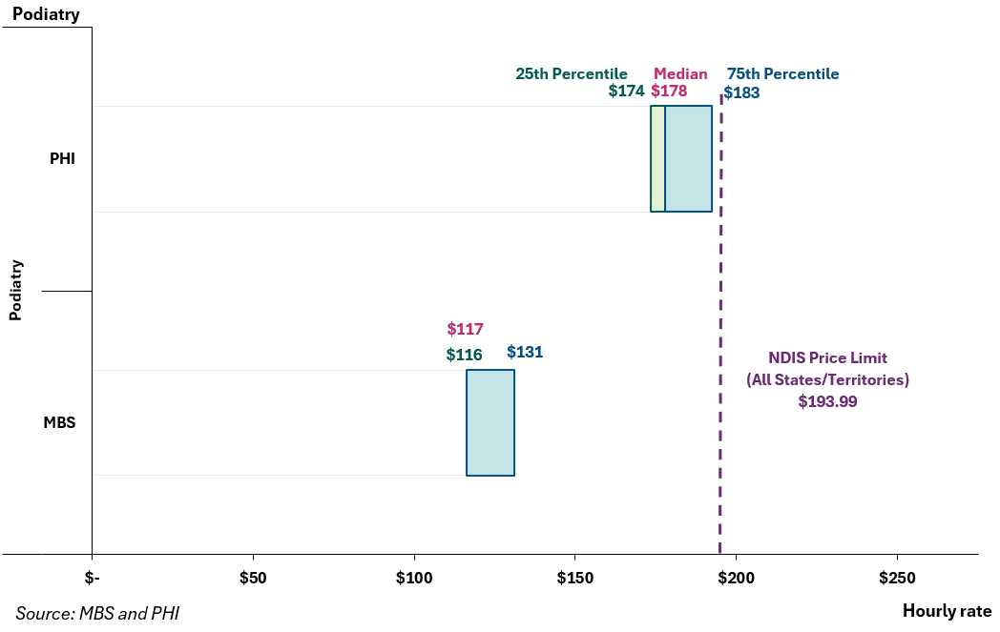 Podiatry
25th Percentile Median 75th Percentile
$174 $178 $183
PHI
Podiatry
$117
$116 $131
NDIS Price Limit
(All States/Territories)
$193.99
MBS
$- $50 $100 $150 $200 $250
Source: MBS and PHI
Hourly rate